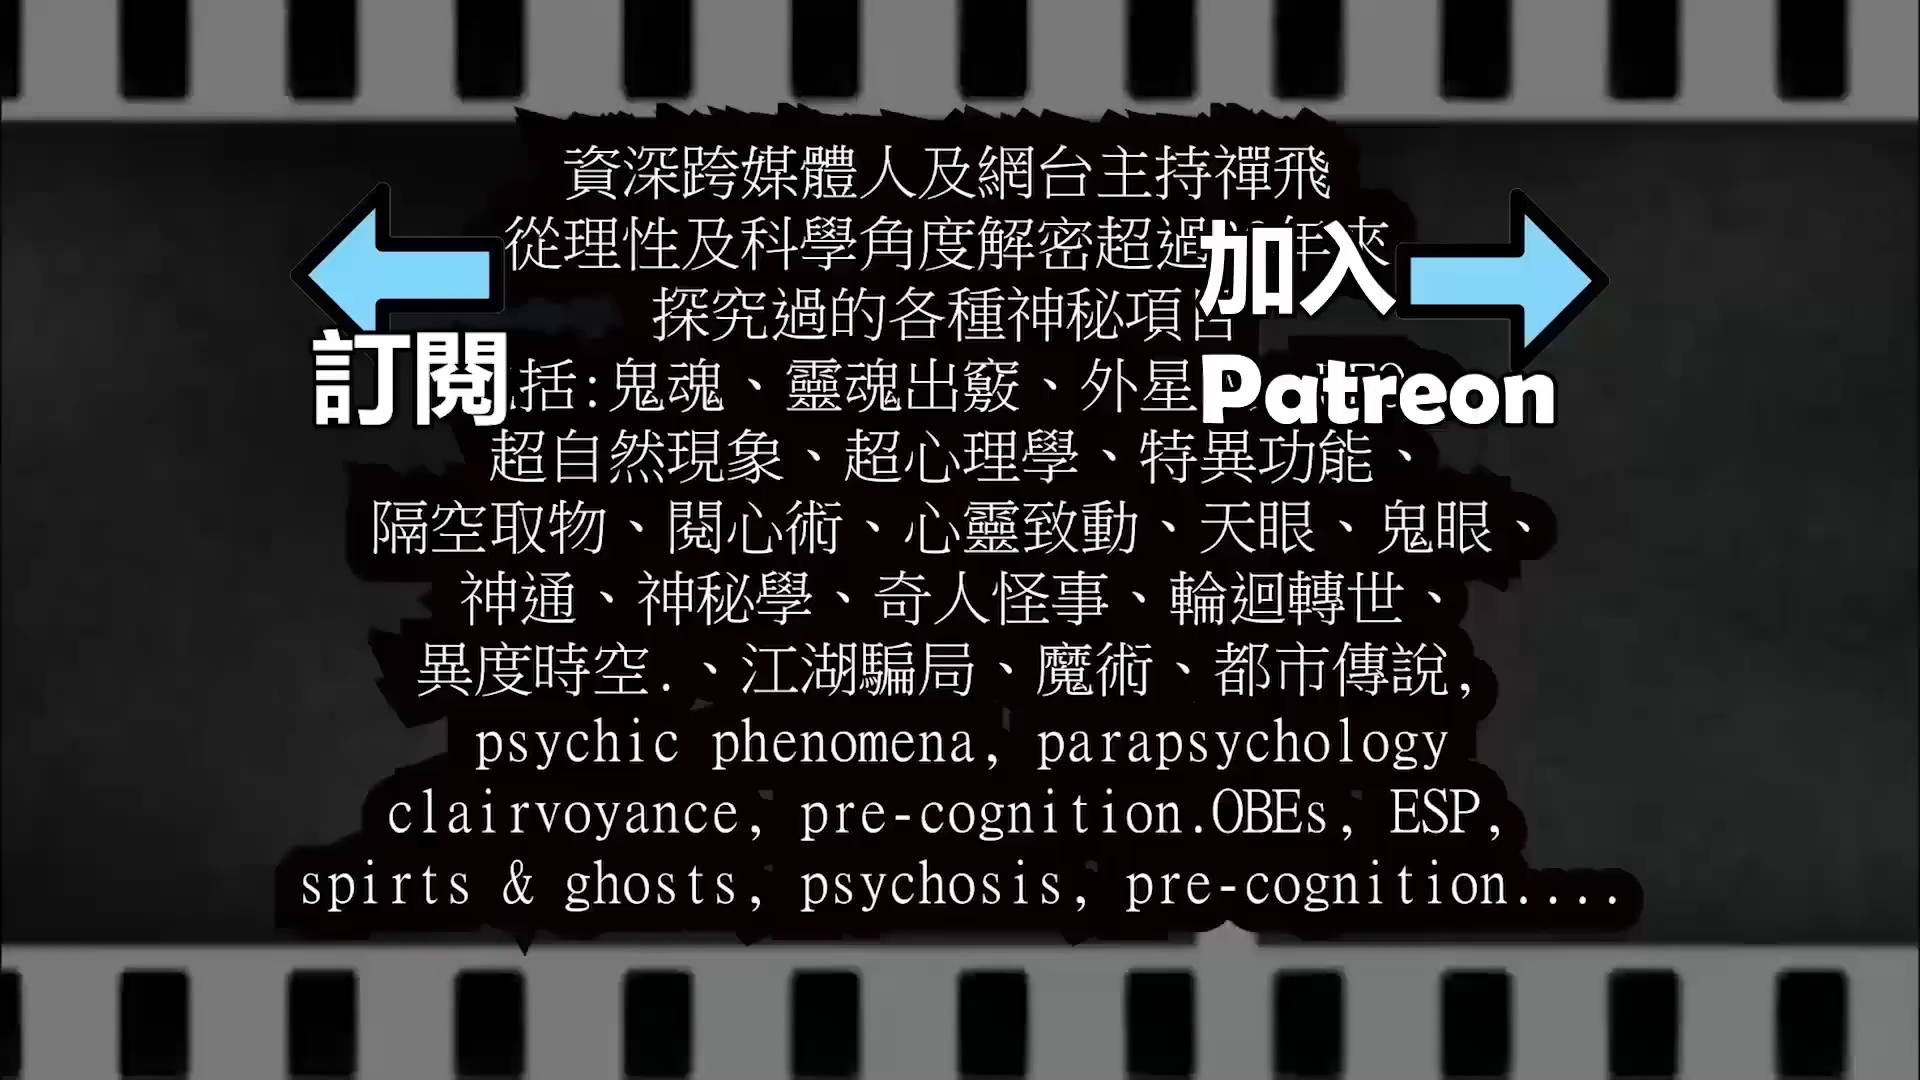 資深跨媒體人及網台主持禪飛
從理性及科學角度解密超過年來
探究過的各種神秘項目
括:鬼魂、靈魂出竅、外星
超自然現象、超心理學、特異功能、
隔空取物、閱心術、心靈致動、天眼、鬼眼、
神通、神秘學、奇人怪事、輪迴轉世、
異度時空.、江湖騙局、魔術、都市傳說,
psychic phenomena, parapsychology
clairvoyance, pre-cognition.OBEs, ESP,
spirts & ghosts, psychosis, pre-cognition....
訂閱
加入
Patreon